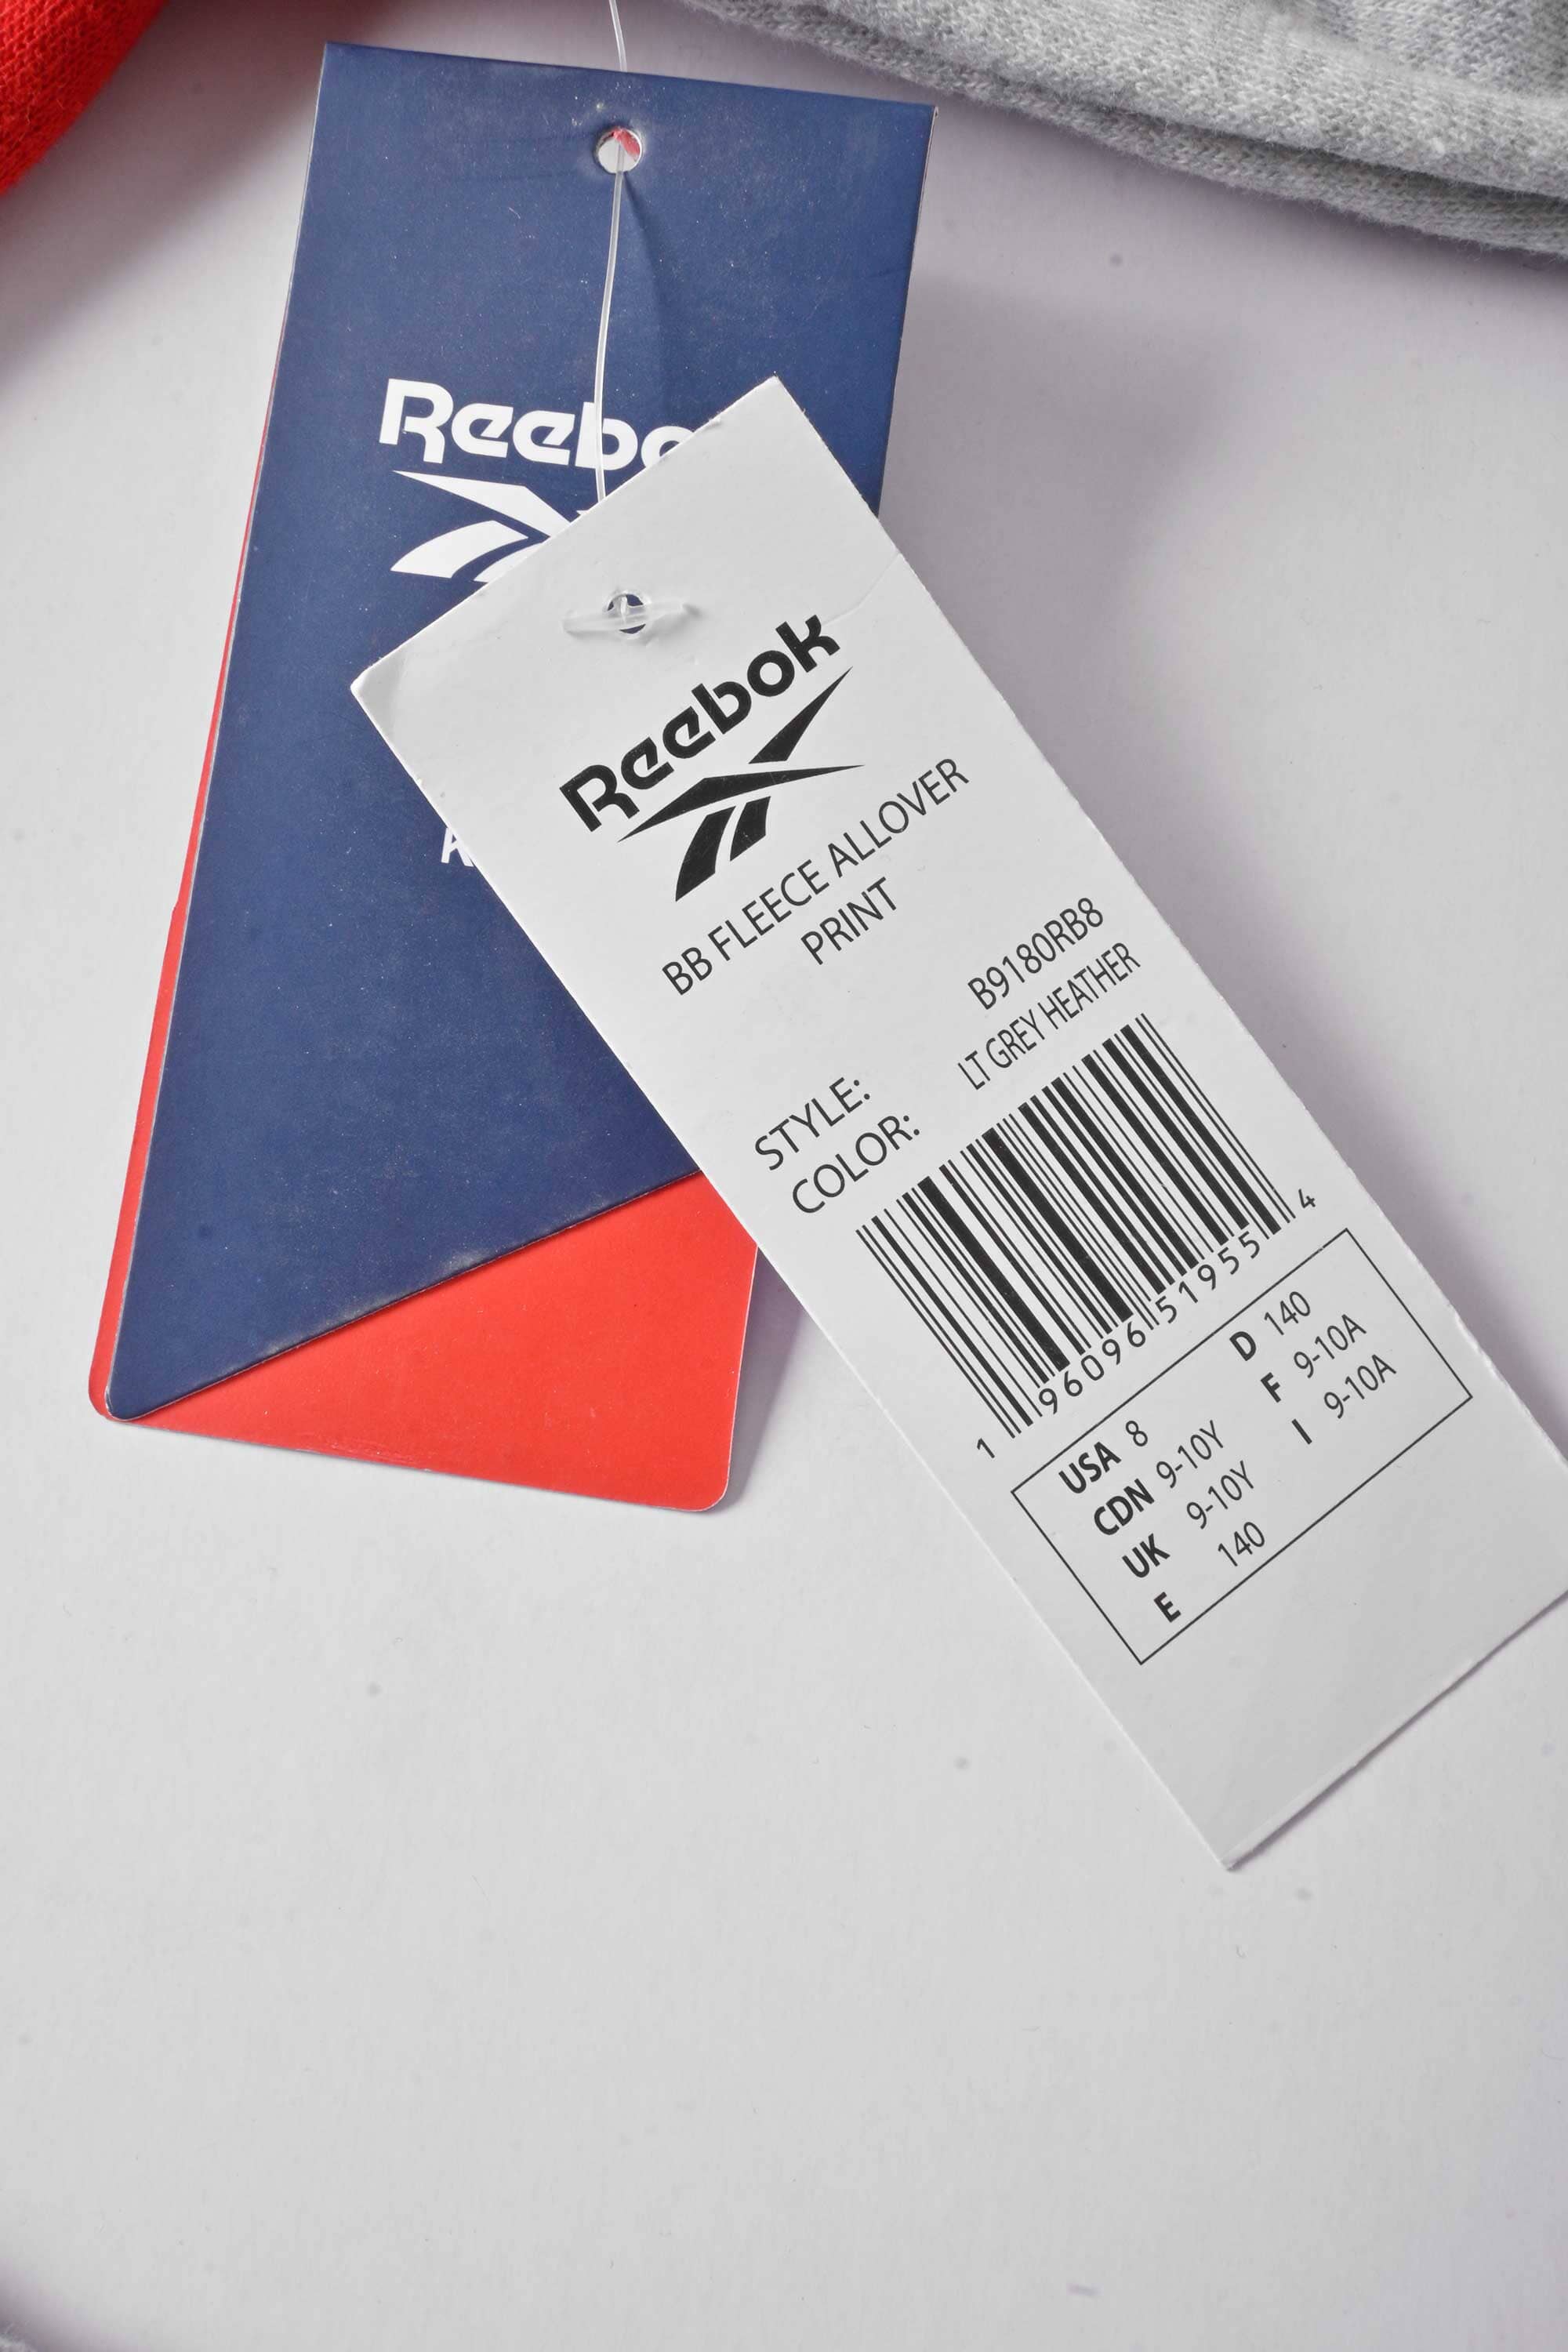 Reebo
Reebok
BB FLEECE ALLOVER
PRINT
STYLE: B9180RB8
COLOR: LT GREY HEATHER
1 96096 51955 4
USA 8 D 140
CDN 9-10Y F 9-10A
UK 9-10Y I 9-10A
E 140